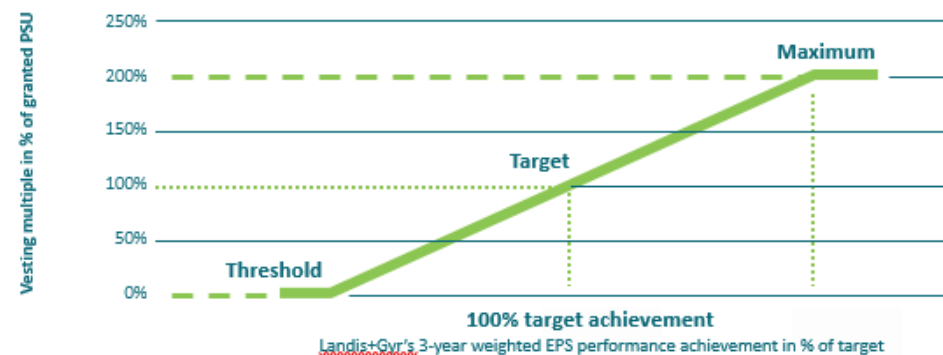 Vesting multiple in % of granted PSU
250%
Maximum
200%
150%
Target
100%
50%
Threshold
0%
100% target achievement
Landis+Gyr's 3-year weighted EPS performance achievement in % of target